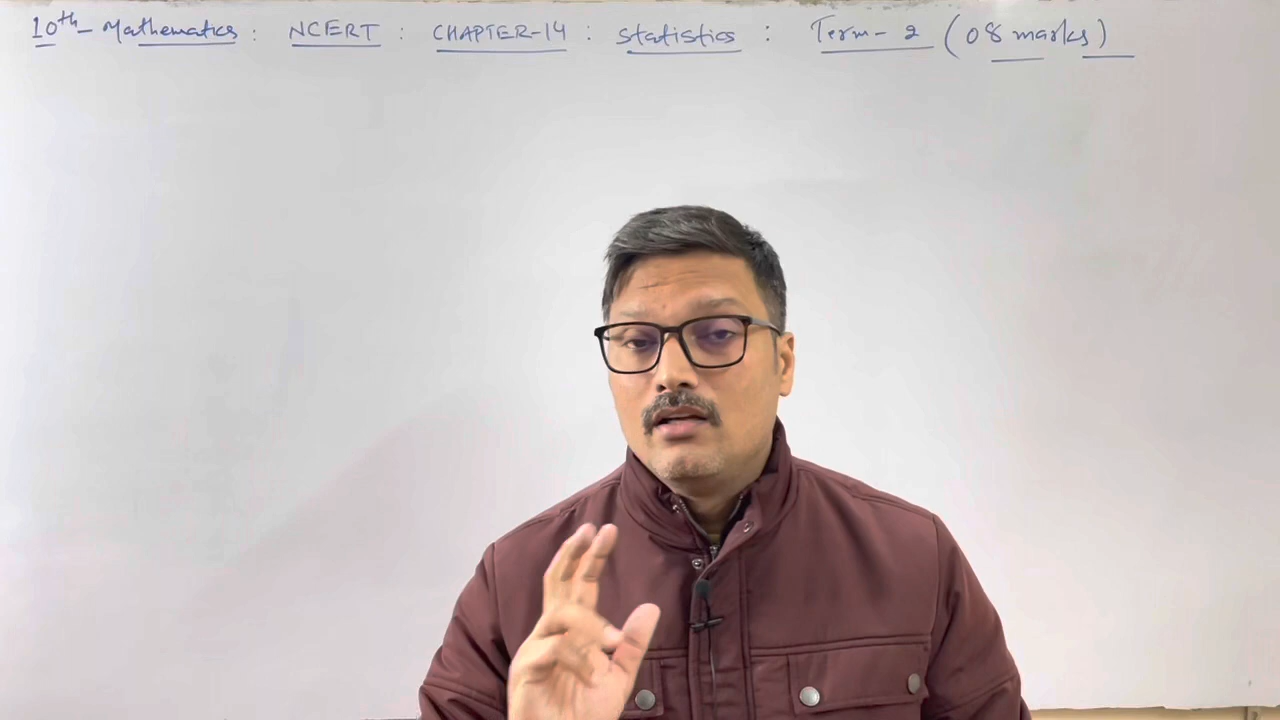 10th Mathematics : NCERT : CHAPTER-14 : Statistics : Term-2 (08 marks)